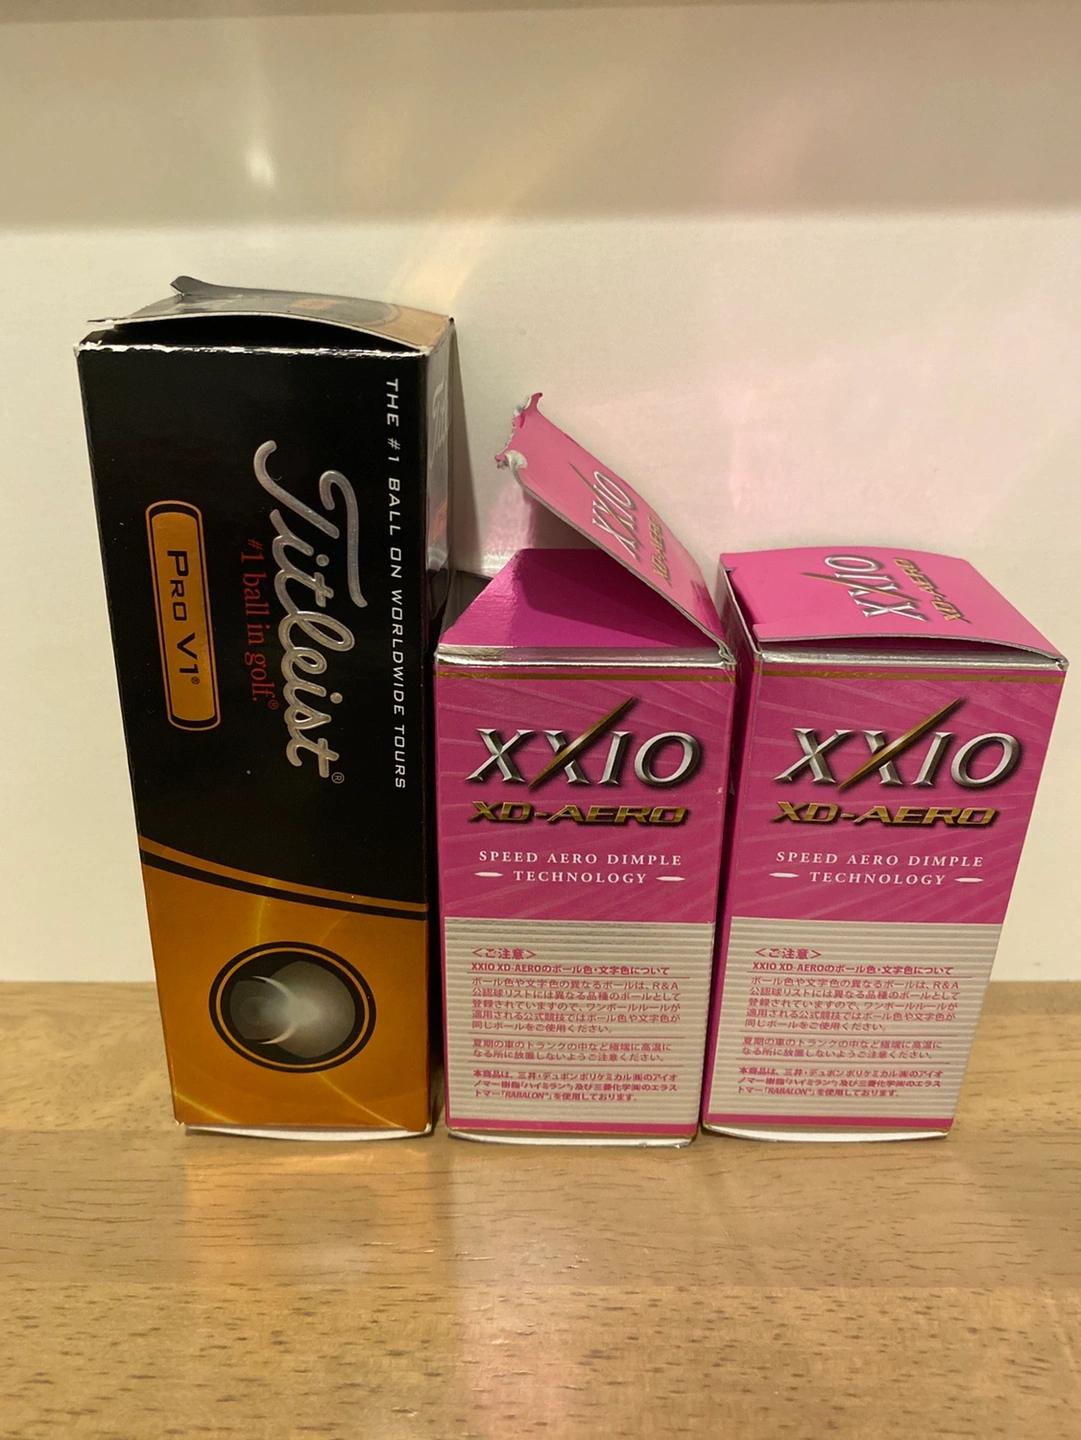 THE #1 BALL ON WORLDWIDE TOURS
Titleist®
#1 ball in golf.®
PRO V1®
XXIO
XD-AERO
XXIO
XD-AERO
SPEED AERO DIMPLE
TECHNOLOGY
<ご注意>
XXIO XD-AEROのボール色・文字色について
ボール色や文字色の異なるボールは、R&A
公認球リストには異なる品種のボールとして
登録されていますので、ワンボールルールが
適用される公式競技ではボール色や文字色が
同じボールをご使用ください。
夏期の車のトランクの中など極端に高温に
なる所に放置しないようご注意ください。
本商品は、三井・デュポンポリケミカル㈱のアイオ
ノマー樹脂「ハイミラン®」及び三菱化学㈱のエラス
トマー「RABALON®」を使用しております。
XXIO
XD-AERO
XXIO
XD-AERO
SPEED AERO DIMPLE
TECHNOLOGY
<ご注意>
XXIO XD-AEROのボール色・文字色について
ボール色や文字色の異なるボールは、R&A
公認球リストには異なる品種のボールとして
登録されていますので、ワンボールルールが
適用される公式競技ではボール色や文字色が
同じボールをご使用ください。
夏期の車のトランクの中など極端に高温に
なる所に放置しないようご注意ください。
本商品は、三井・デュポンポリケミカル㈱のアイオ
ノマー樹脂「ハイミラン®」及び三菱化学㈱のエラス
トマー「RABALON®」を使用しております。